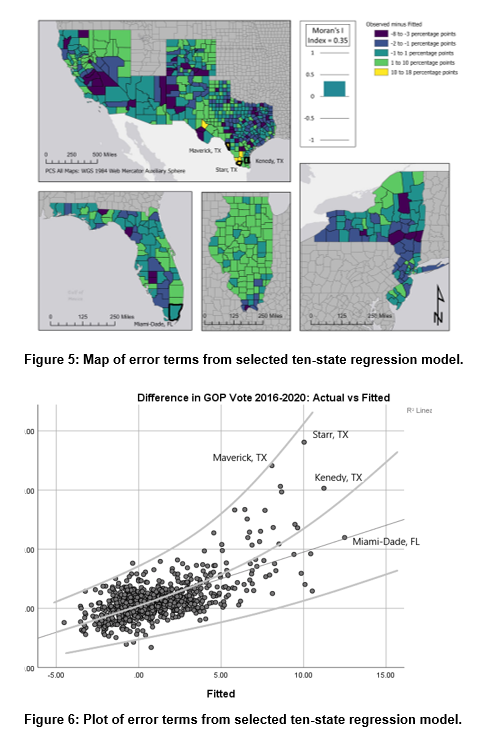 Moran's I
Index = 0.35
1
0.5
0
-0.5
-1
Observed minus Fitted
-8 to -3 percentage points
-2 to -1 percentage points
-1 to 1 percentage points
1 to 10 percentage points
10 to 18 percentage points
Maverick, TX
Starr, TX
Kenedy, TX
0 250 500 Miles
PCS All Maps: WGS 1984 Web Mercator Auxiliary Sphere
Miami-Dade, FL
0 125 250 Miles
0 125 250 Miles
0 125 250 Miles
N
Figure 5: Map of error terms from selected ten-state regression model.
Difference in GOP Vote 2016-2020: Actual vs Fitted
R² Linea
Starr, TX
Maverick, TX
Kenedy, TX
Miami-Dade, FL
.00
.00
.00
.00
.00
-5.00 .00 5.00 10.00 15.00
Fitted
Figure 6: Plot of error terms from selected ten-state regression model.